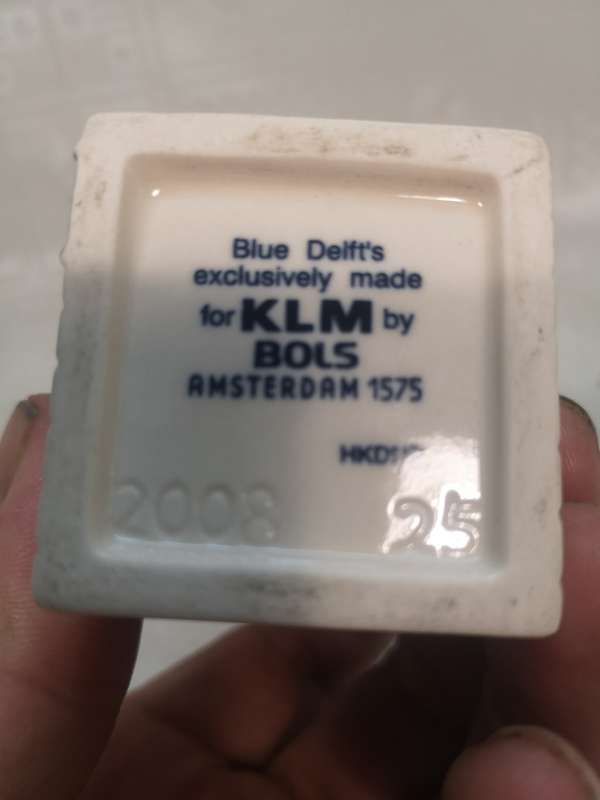 Blue Delft's
exclusively made
for KLM by
BOLS
AMSTERDAM 1575
2008 25